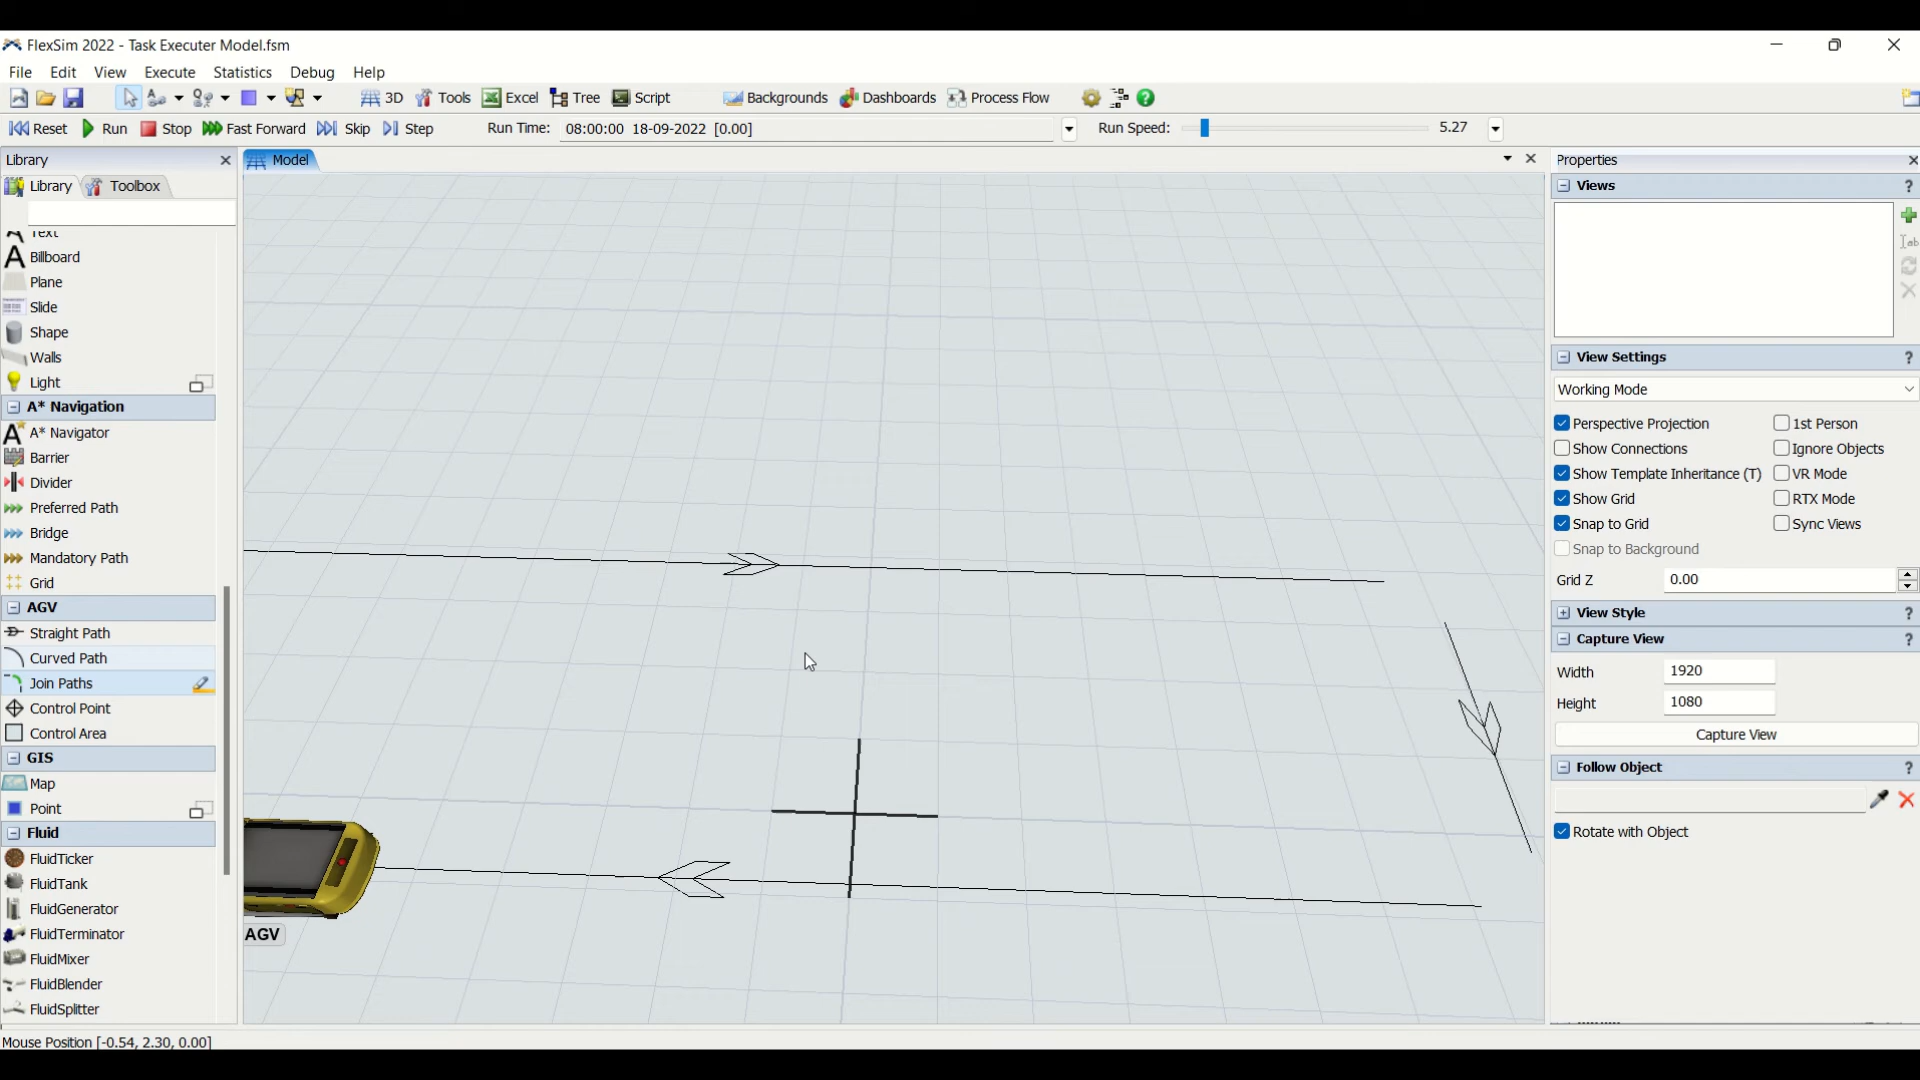 FlexSim 2022 - Task Executer Model.fsm
File Edit View Execute Statistics Debug Help
3D Tools Excel Tree Script Backgrounds Dashboards Process Flow
Reset Run Stop Fast Forward Skip Step Run Time: 08:00:00 18-09-2022 [0.00] Run Speed: 5.27
Library
Library Toolbox
Text
Billboard
Plane
Slide
Shape
Walls
Light
A* Navigation
A* Navigator
Barrier
Divider
Preferred Path
Bridge
Mandatory Path
Grid
AGV
Straight Path
Curved Path
Join Paths
Control Point
Control Area
GIS
Map
Point
Fluid
FluidTicker
FluidTank
FluidGenerator
FluidTerminator
FluidMixer
FluidBlender
FluidSplitter
Model
AGV
Properties
Views
View Settings
Working Mode
Perspective Projection 1st Person
Show Connections Ignore Objects
Show Template Inheritance (T) VR Mode
Show Grid RTX Mode
Snap to Grid Sync Views
Snap to Background
Grid Z 0.00
View Style
Capture View
Width 1920
Height 1080
Capture View
Follow Object
Rotate with Object
Mouse Position [-0.54, 2.30, 0.00]